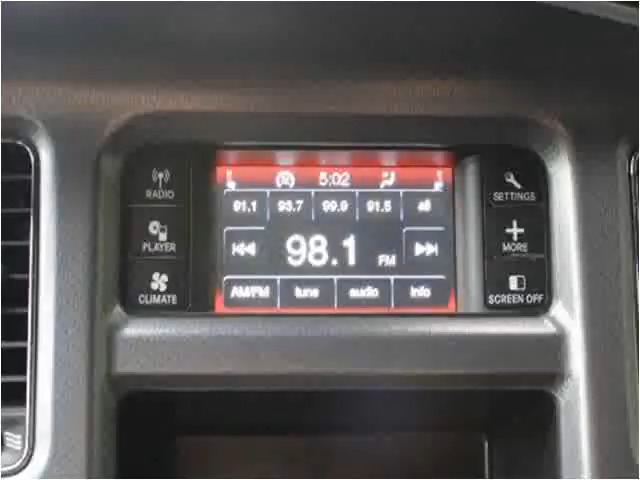 5:02
RADIO
91.1 93.7 99.9 91.5 all
SETTINGS
PLAYER
98.1 FM
MORE
CLIMATE
AM/FM tune audio info
SCREEN OFF